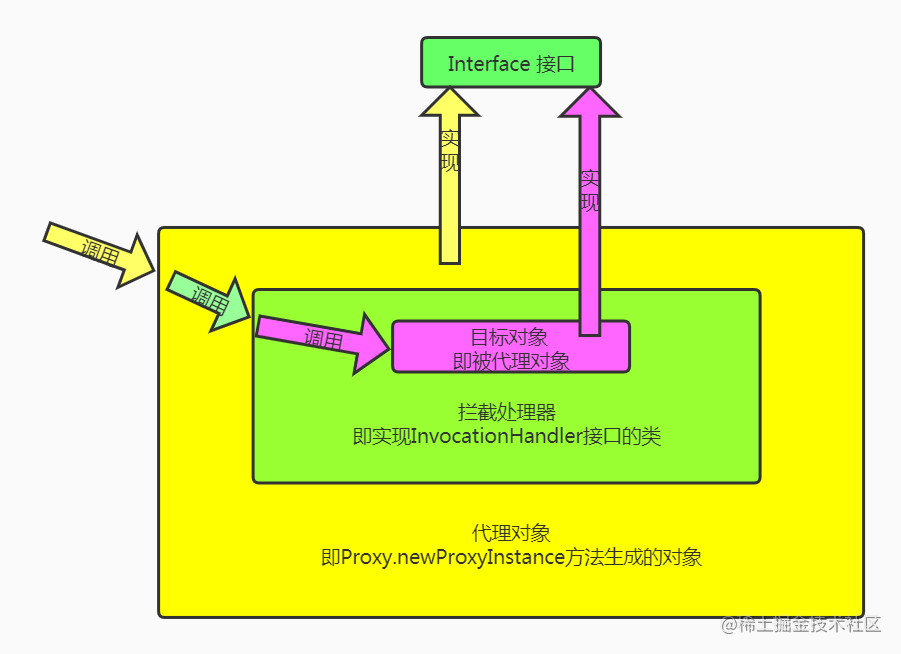 Interface 接口
实
现
实
现
调用
调用
调用
目标对象
即被代理对象
拦截处理器
即实现InvocationHandler接口的类
代理对象
即Proxy.newProxyInstance方法生成的对象
@稀土掘金技术社区